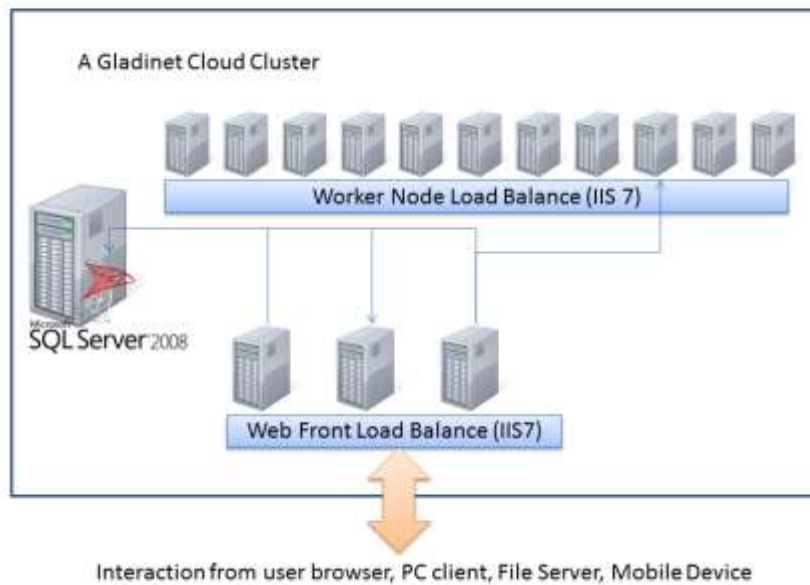 A Gladinet Cloud Cluster
Worker Node Load Balance (IIS 7)
Microsoft
SQL Server 2008
Web Front Load Balance (IIS7)
Interaction from user browser, PC client, File Server, Mobile Device